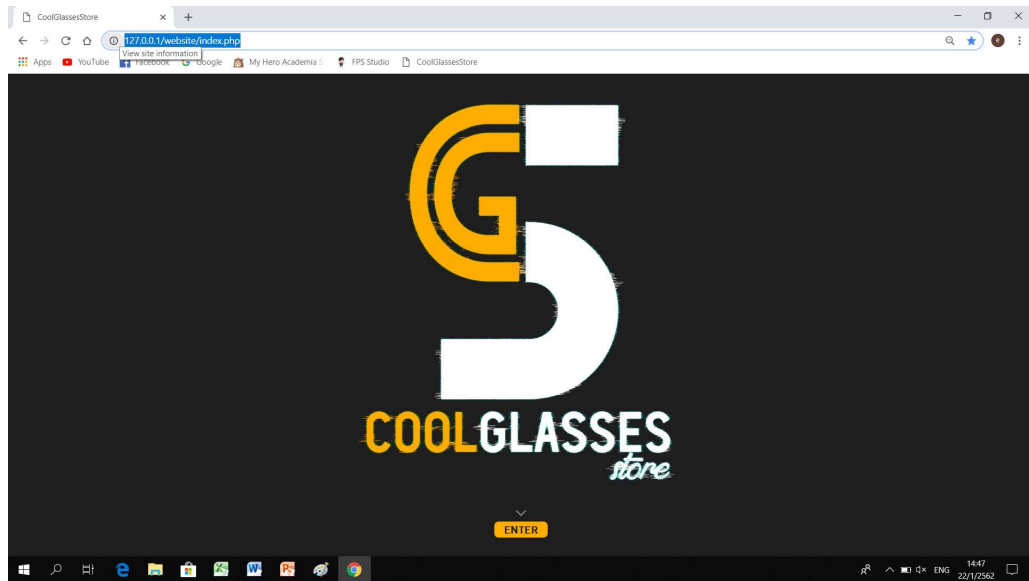 CoolGlassesStore
127.0.0.1/website/index.php
View site information
Apps YouTube Facebook Google My Hero Academia S FPS Studio CoolGlassesStore
COOLGLASSES
store
ENTER
ENG
14:47
22/1/2562